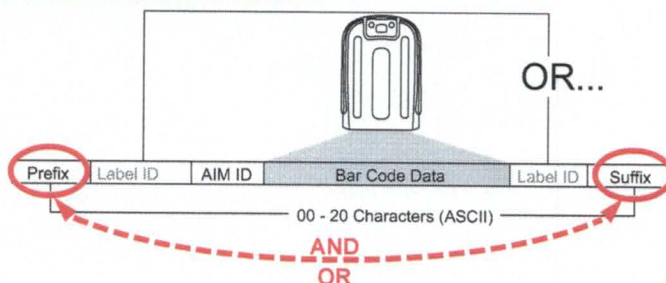 OR...
Prefix Label ID AIM ID Bar Code Data Label ID Suffix
00 - 20 Characters (ASCII)
AND
OR